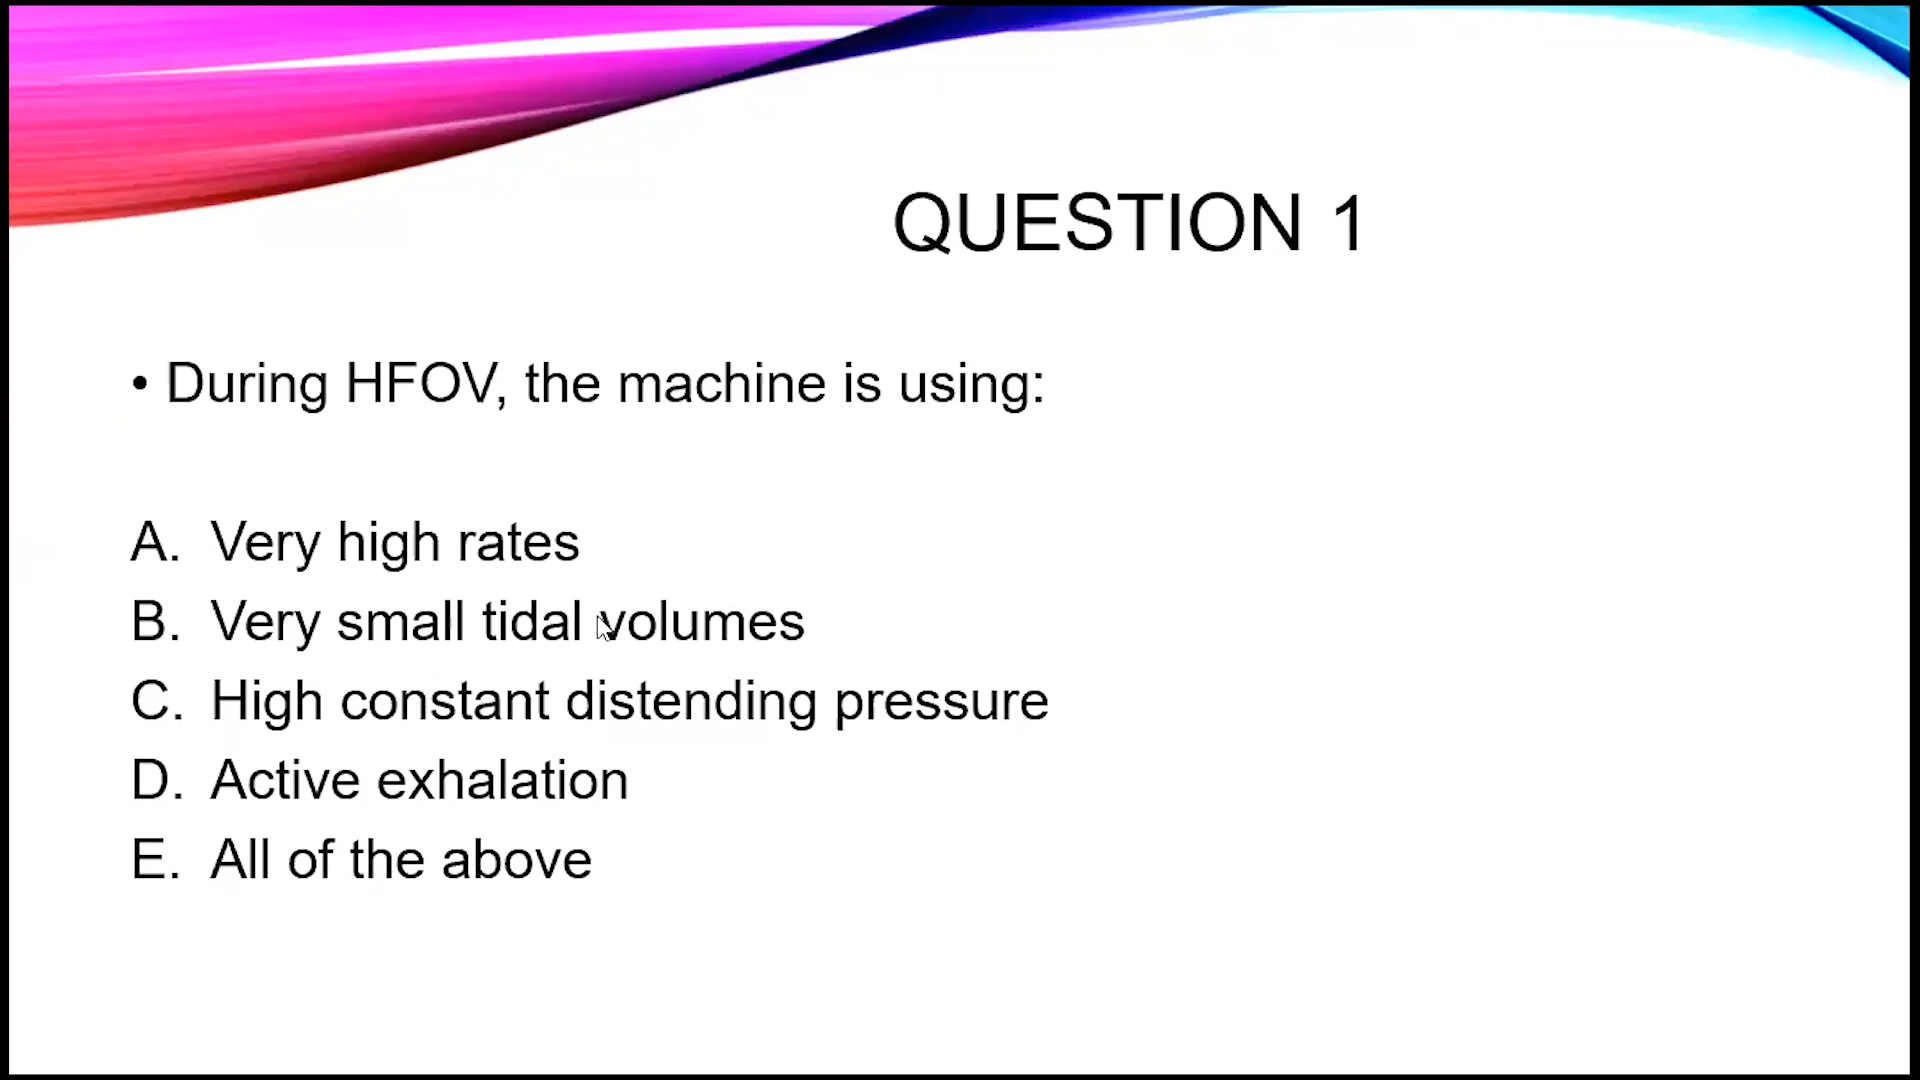 QUESTION 1
• During HFOV, the machine is using:
A. Very high rates
B. Very small tidal volumes
C. High constant distending pressure
D. Active exhalation
E. All of the above